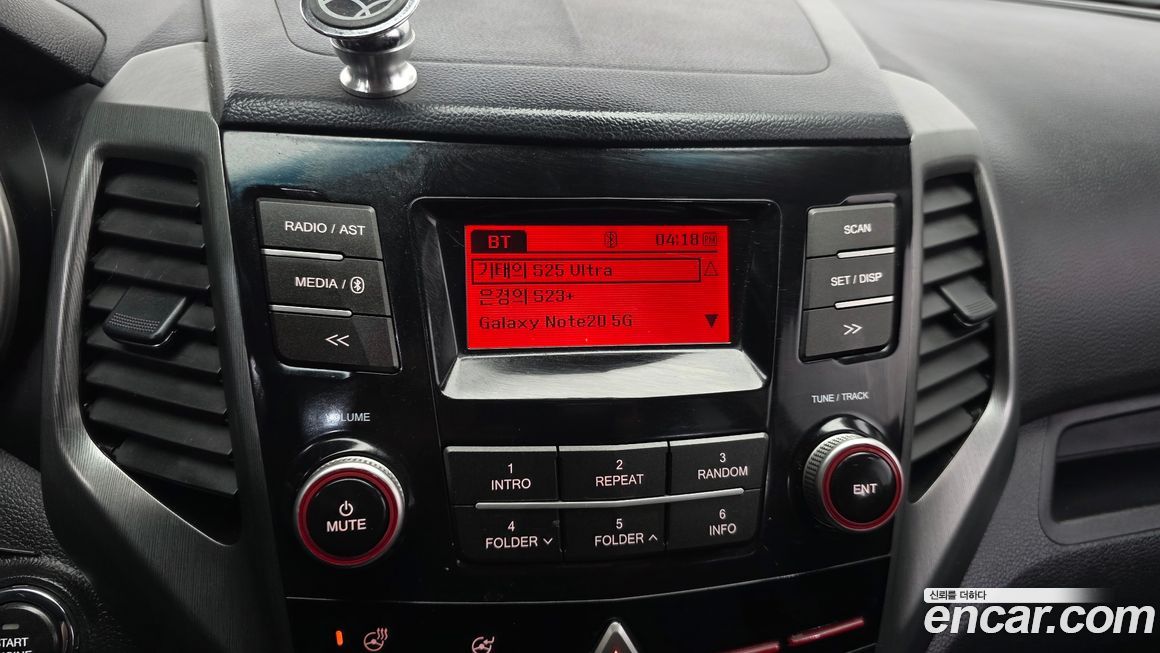 RADIO / AST
MEDIA /
<<
BT 04:18 PM
기태의 S25 Ultra
은경의 S23+
Galaxy Note20 5G
SCAN
SET / DISP
>>
VOLUME
TUNE / TRACK
MUTE
1 INTRO
2 REPEAT
3 RANDOM
4 FOLDER
5 FOLDER
6 INFO
ENT
START
신뢰를 더하다
encar.com